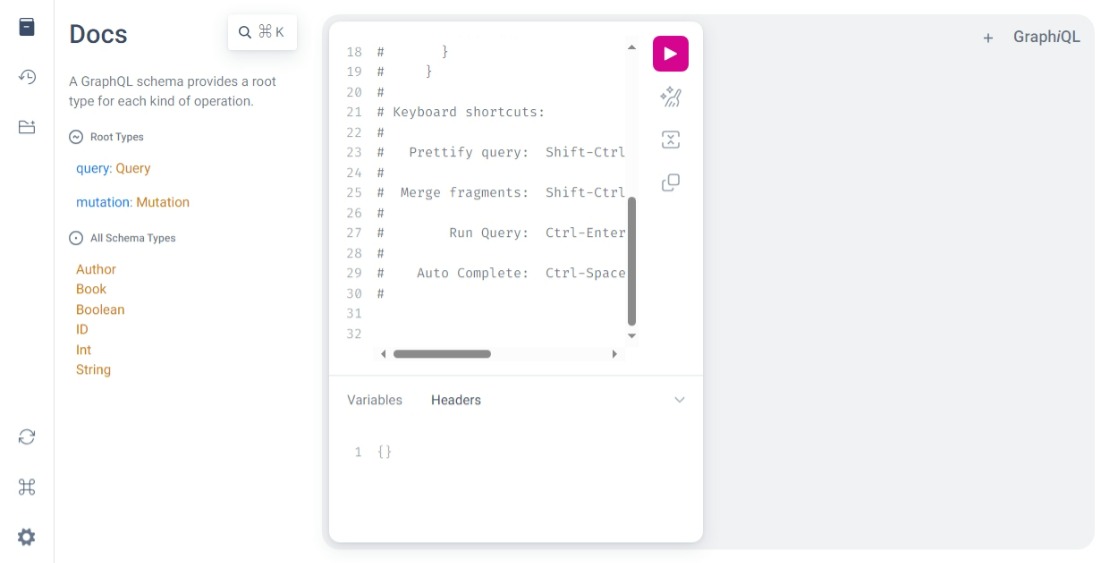 Docs
⌘ K
A GraphQL schema provides a root
type for each kind of operation.
Root Types
query: Query
mutation: Mutation
All Schema Types
Author
Book
Boolean
ID
Int
String
18 #       }
19 #     }
20 #
21 # Keyboard shortcuts:
22 #
23 #   Prettify query:  Shift-Ctrl
24 #
25 #  Merge fragments:  Shift-Ctrl
26 #
27 #        Run Query:  Ctrl-Enter
28 #
29 #    Auto Complete:  Ctrl-Space
30 #
31
32
Variables Headers
1 {}
+ GraphiQL